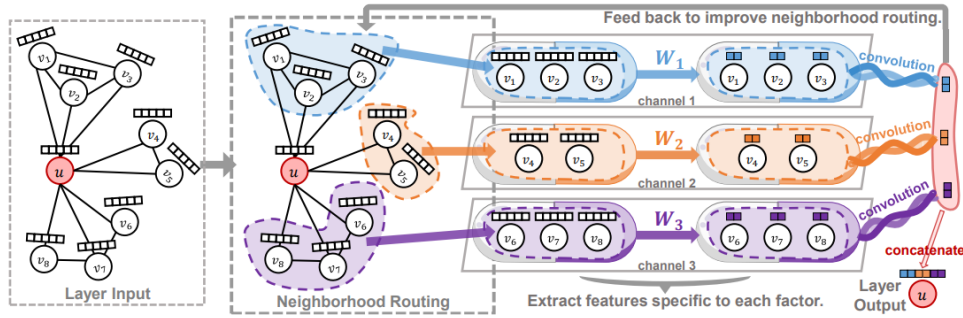 Feed back to improve neighborhood routing.
v1
v3
v2
v4
v5
u
v6
v8
v7
Layer Input
v1
v3
v2
v4
v5
u
v6
v8
v7
Neighborhood Routing
v1 v2 v3
W1
v1 v2 v3
convolution
channel 1
v4 v5
W2
v4 v5
convolution
channel 2
v6 v7 v8
W3
v6 v7 v8
convolution
channel 3
Extract features specific to each factor.
concatenate
Layer
Output
u